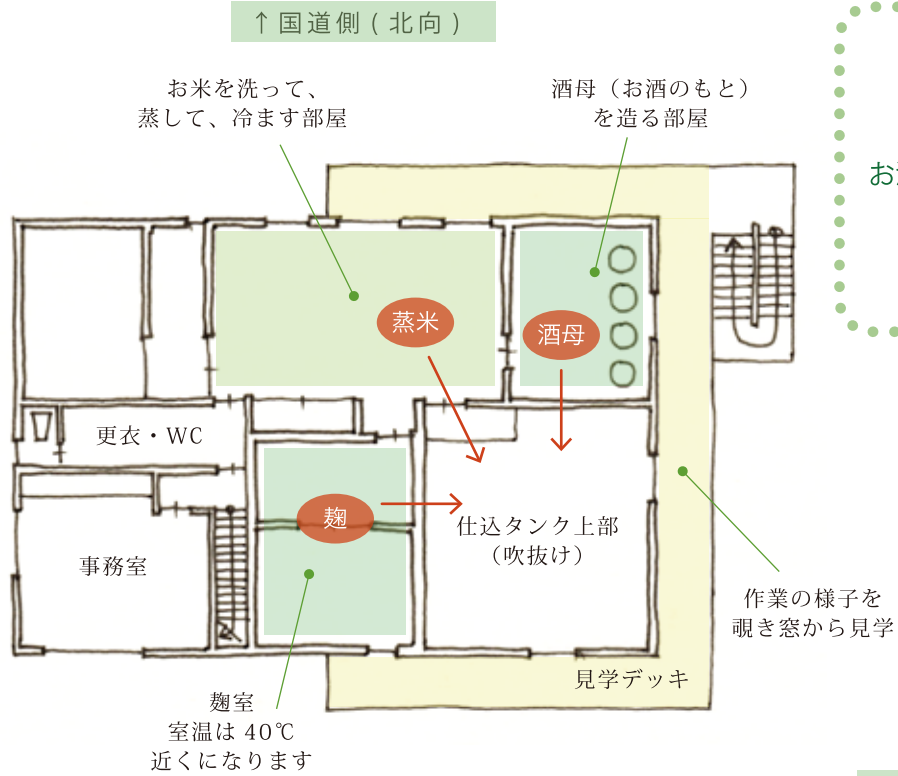 ↑国道側(北向)
お米を洗って、
蒸して、冷ます部屋
酒母（お酒のもと）
を造る部屋
お
蒸米
酒母
更衣・WC
麹
仕込タンク上部
（吹抜け）
事務室
作業の様子を
覗き窓から見学
見学デッキ
麹室
室温は 40℃
近くになります